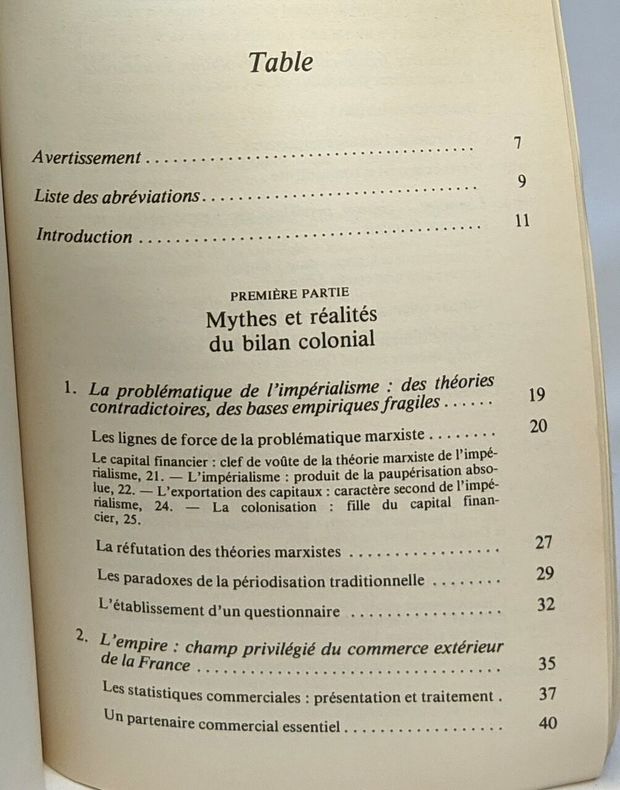 Table
Avertissement . . . . . . . . . . . . . . . . . . . . . . . . . . . . . . . . . . . 7
Liste des abréviations . . . . . . . . . . . . . . . . . . . . . . . . . . . . . 9
Introduction . . . . . . . . . . . . . . . . . . . . . . . . . . . . . . . . . . . . 11
PREMIÈRE PARTIE
Mythes et réalités
du bilan colonial
1. La problématique de l'impérialisme : des théories
contradictoires, des bases empiriques fragiles . . . . . . 19
Les lignes de force de la problématique marxiste . . . . . . . . 20
Le capital financier : clef de voûte de la théorie marxiste de l'impé-
rialisme, 21. — L'impérialisme : produit de la paupérisation abso-
lue, 22. — L'exportation des capitaux : caractère second de l'impé-
rialisme, 24. — La colonisation : fille du capital finan-
cier, 25.
La réfutation des théories marxistes . . . . . . . . . . . . . . . . . 27
Les paradoxes de la périodisation traditionnelle . . . . . . . . 29
L'établissement d'un questionnaire . . . . . . . . . . . . . . . . . . 32
2. L'empire : champ privilégié du commerce extérieur
de la France . . . . . . . . . . . . . . . . . . . . . . . . . . . . . . . . . . . 35
Les statistiques commerciales : présentation et traitement . 37
Un partenaire commercial essentiel . . . . . . . . . . . . . . . . . . 40